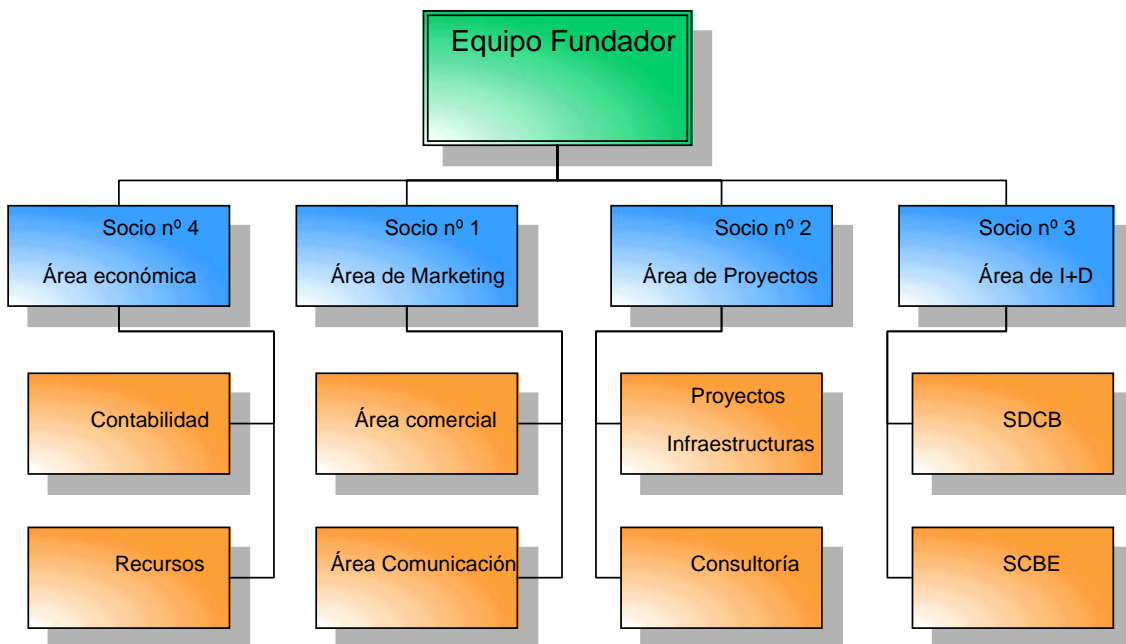 Equipo Fundador
Socio nº 4
Área económica
Socio nº 1
Área de Marketing
Socio nº 2
Área de Proyectos
Socio nº 3
Área de I+D
Contabilidad
Área comercial
Proyectos
Infraestructuras
SDCB
Recursos
Área Comunicación
Consultoría
SCBE